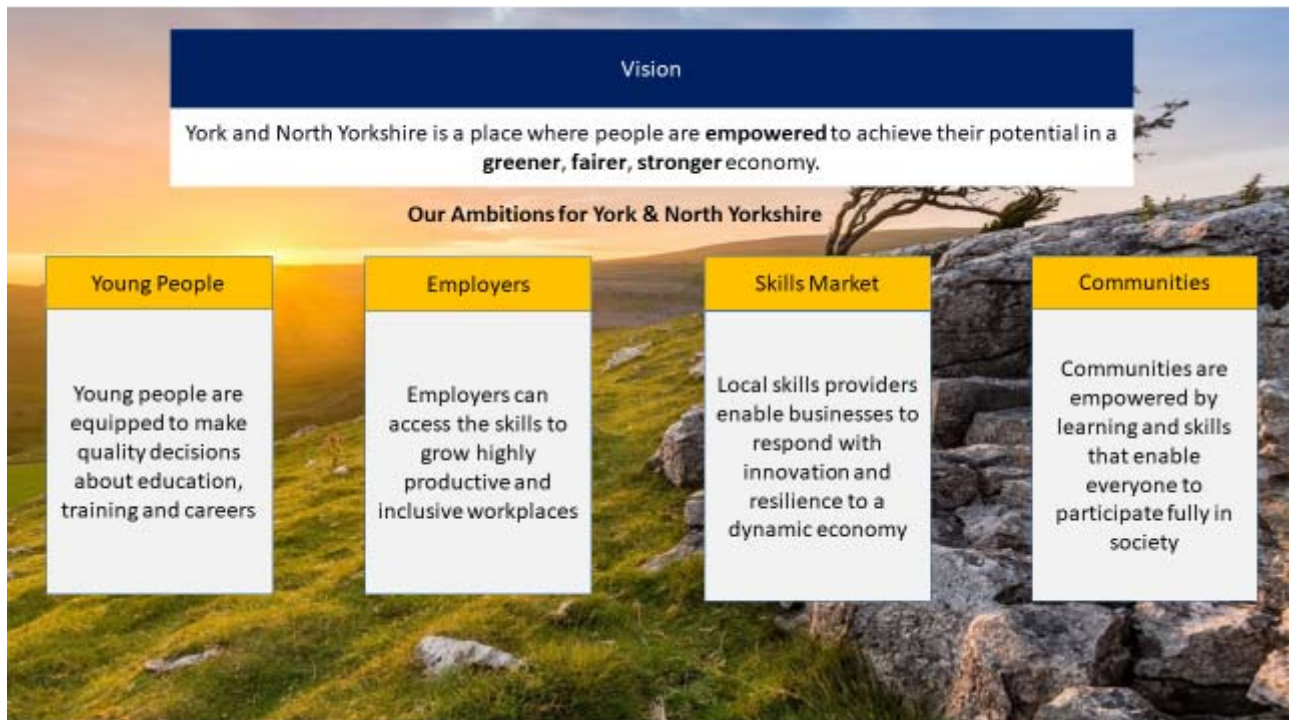 Vision
York and North Yorkshire is a place where people are empowered to achieve their potential in a
greener, fairer, stronger economy.
Our Ambitions for York & North Yorkshire
Young People
Young people are
equipped to make
quality decisions
about education,
training and careers
Employers
Employers can
access the skills to
grow highly
productive and
inclusive workplaces
Skills Market
Local skills providers
enable businesses to
respond with
innovation and
resilience to a
dynamic economy
Communities
Communities are
empowered by
learning and skills
that enable
everyone to
participate fully in
society